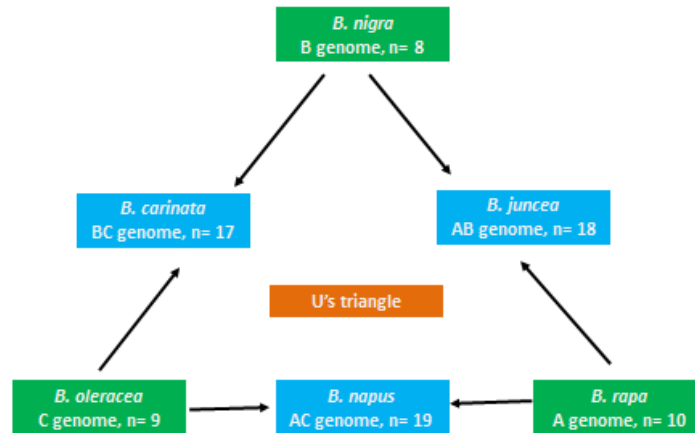 B. nigra
B genome, n= 8
B. carinata
BC genome, n= 17
B. juncea
AB genome, n= 18
U's triangle
B. oleracea
C genome, n= 9
B. napus
AC genome, n= 19
B. rapa
A genome, n= 10